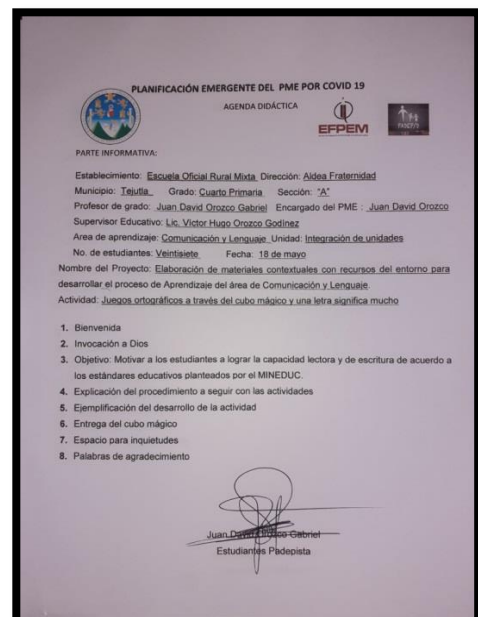 PLANIFICACIÓN EMERGENTE DEL PME POR COVID 19
AGENDA DIDÁCTICA
EFPEM
PARTE INFORMATIVA:
Establecimiento: Escuela Oficial Rural Mixta Dirección: Aldea Fraternidad
Municipio: Tejutla Grado: Cuarto Primaria Sección: "A"
Profesor de grado: Juan David Orozco Gabriel Encargado del PME : Juan David Orozco
Supervisor Educativo: Lic. Víctor Hugo Orozco Godínez
Area de aprendizaje: Comunicación y Lenguaje Unidad: Integración de unidades
No. de estudiantes: Veintisiete Fecha: 18 de mayo
Nombre del Proyecto: Elaboración de materiales contextuales con recursos del entorno para
desarrollar el proceso de Aprendizaje del área de Comunicación y Lenguaje.
Actividad: Juegos ortográficos a través del cubo mágico y una letra significa mucho
1. Bienvenida
2. Invocación a Dios
3. Objetivo: Motivar a los estudiantes a lograr la capacidad lectora y de escritura de acuerdo a
los estándares educativos planteados por el MINEDUC.
4. Explicación del procedimiento a seguir con las actividades
5. Ejemplificación del desarrollo de la actividad
6. Entrega del cubo mágico
7. Espacio para inquietudes
8. Palabras de agradecimiento
Juan David Orozco Gabriel
Estudiantes Padepista